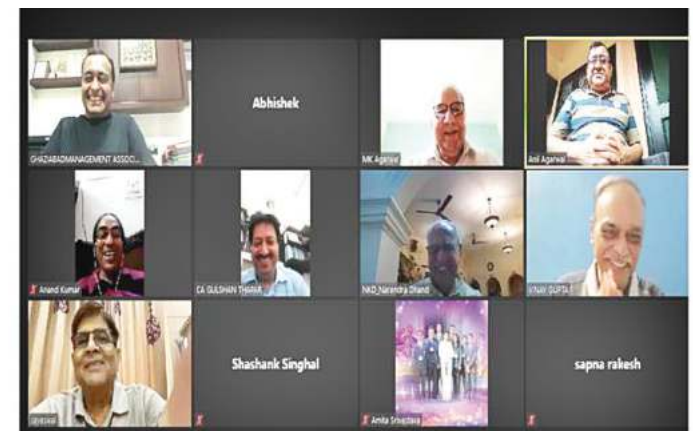 GHAZIABADMANAGEMENT ASSOC...
Abhishek
MK Agarwal
Anil Agarwal
Anand Kumar
CA GULSHAN THAPAR
NKD_Narendra Dhand
VINAY GUPTA
Jayeswal
Shashank Singhal
Amita Srivastava
sapna rakesh